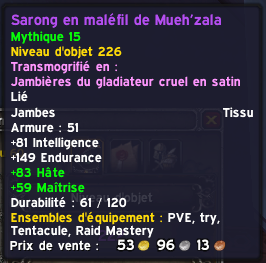 Sarong en maléfil de Mueh'zala
Mythique 15
Niveau d'objet 226
Transmogrifié en :
Jambières du gladiateur cruel en satin
Lié
Jambes Tissu
Armure : 51
+81 Intelligence
+149 Endurance
+83 Hâte
+59 Maîtrise
Durabilité : 61 / 120
Ensembles d'équipement : PVE, try,
Tentacule, Raid Mastery
Prix de vente : 53 96 13